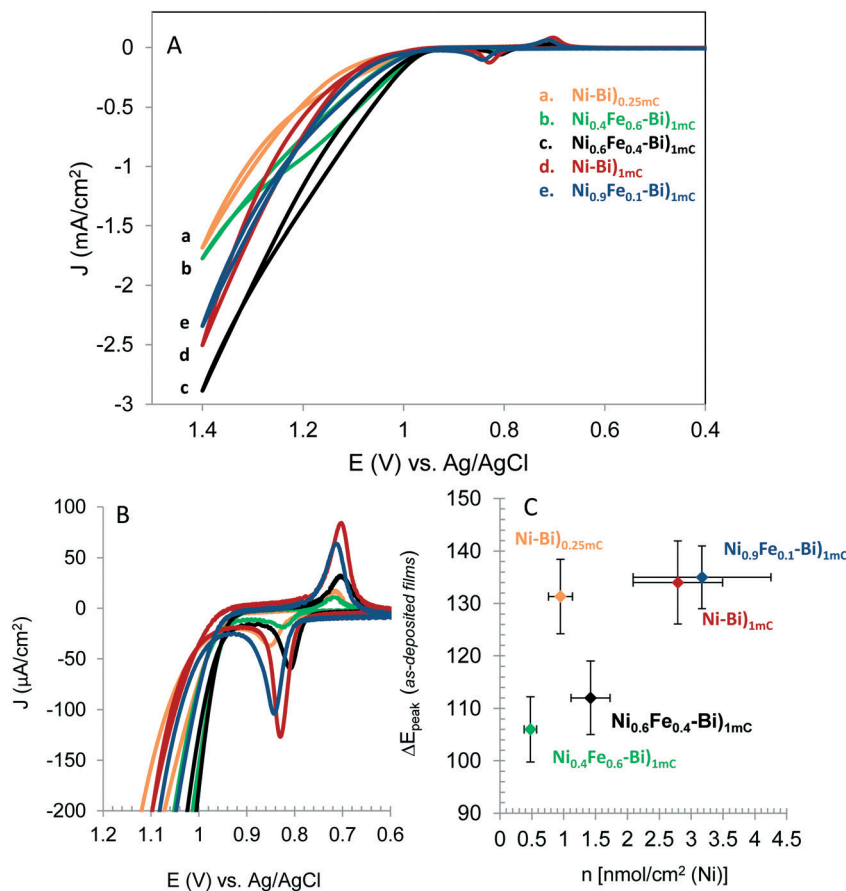 A
0
-0.5
-1
-1.5
-2
-2.5
-3
J (mA/cm²)
a. Ni-Bi)0.25mC
b. Ni0.4Fe0.6-Bi)1mC
c. Ni0.6Fe0.4-Bi)1mC
d. Ni-Bi)1mC
e. Ni0.9Fe0.1-Bi)1mC
a
b
e
d
c
1.4 1.2 1 0.8 0.6 0.4
E (V) vs. Ag/AgCl
B
100
50
0
-50
-100
-150
-200
J (µA/cm²)
1.2 1.1 1 0.9 0.8 0.7 0.6
E (V) vs. Ag/AgCl
C
150
140
130
120
110
100
90
ΔEpeak (as-deposited films)
Ni-Bi)0.25mC
Ni0.9Fe0.1-Bi)1mC
Ni-Bi)1mC
Ni0.6Fe0.4-Bi)1mC
Ni0.4Fe0.6-Bi)1mC
0 0.5 1 1.5 2 2.5 3 3.5 4 4.5
n [nmol/cm² (Ni)]